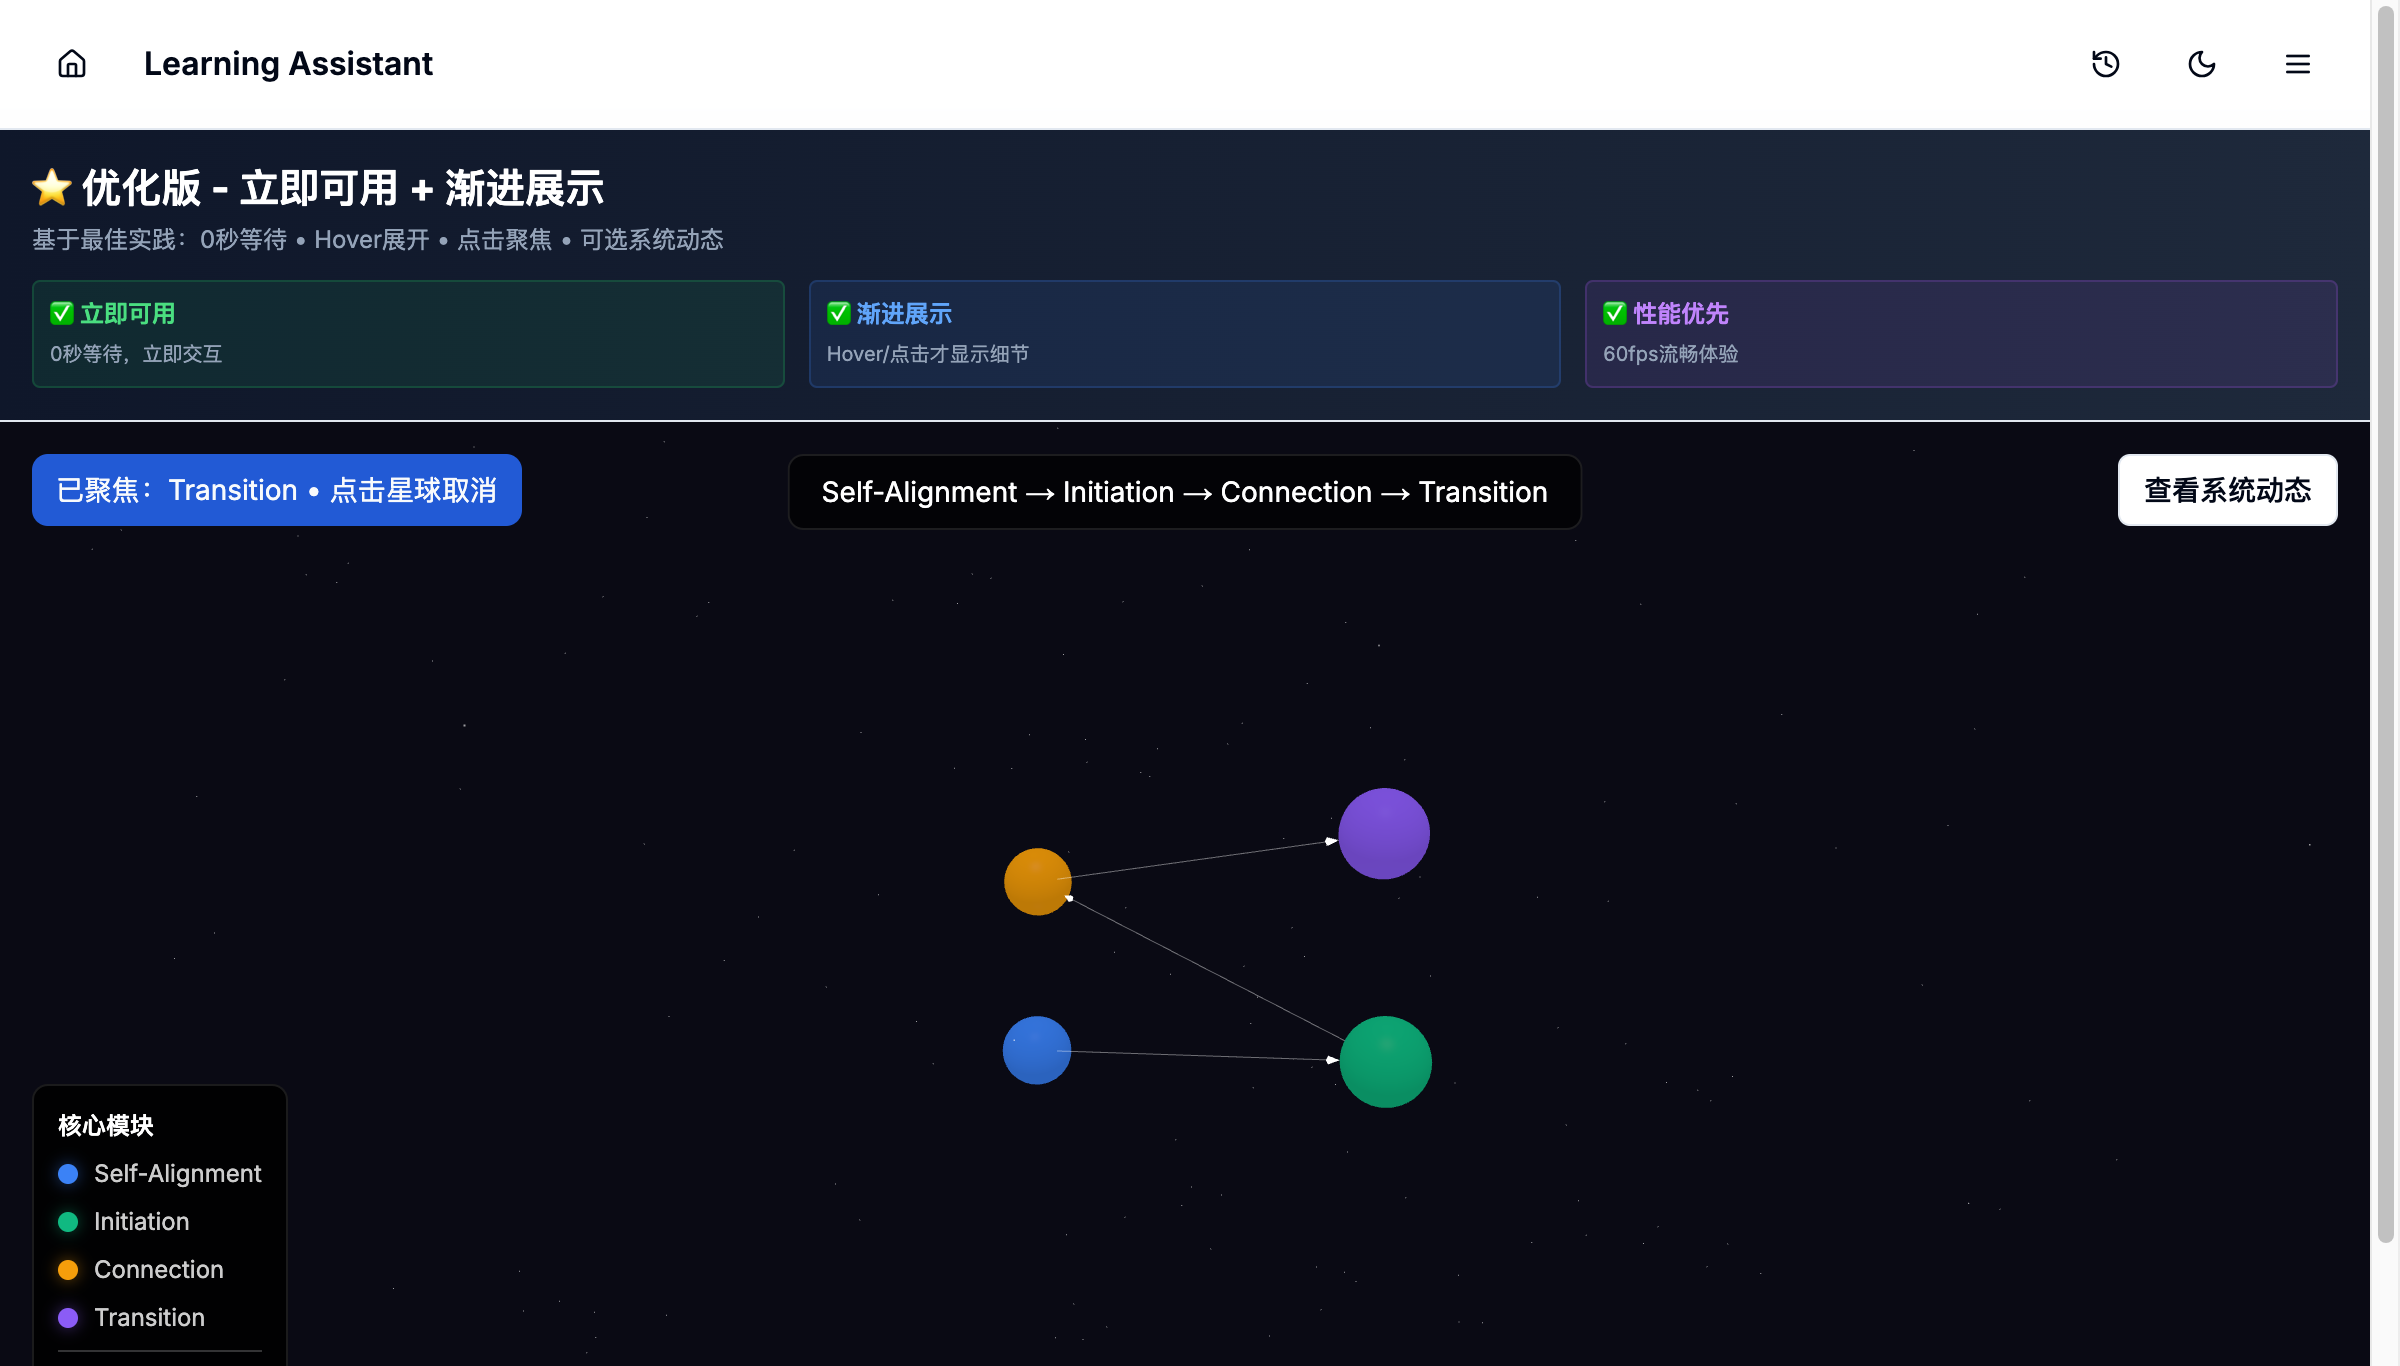 Learning Assistant
⭐ 优化版 - 立即可用 + 渐进展示
基于最佳实践：0秒等待 • Hover展开 • 点击聚焦 • 可选系统动态
✅ 立即可用
0秒等待，立即交互
✅ 渐进展示
Hover/点击才显示细节
✅ 性能优先
60fps流畅体验
已聚焦：Transition • 点击星球取消
Self-Alignment → Initiation → Connection → Transition
查看系统动态
核心模块
Self-Alignment
Initiation
Connection
Transition